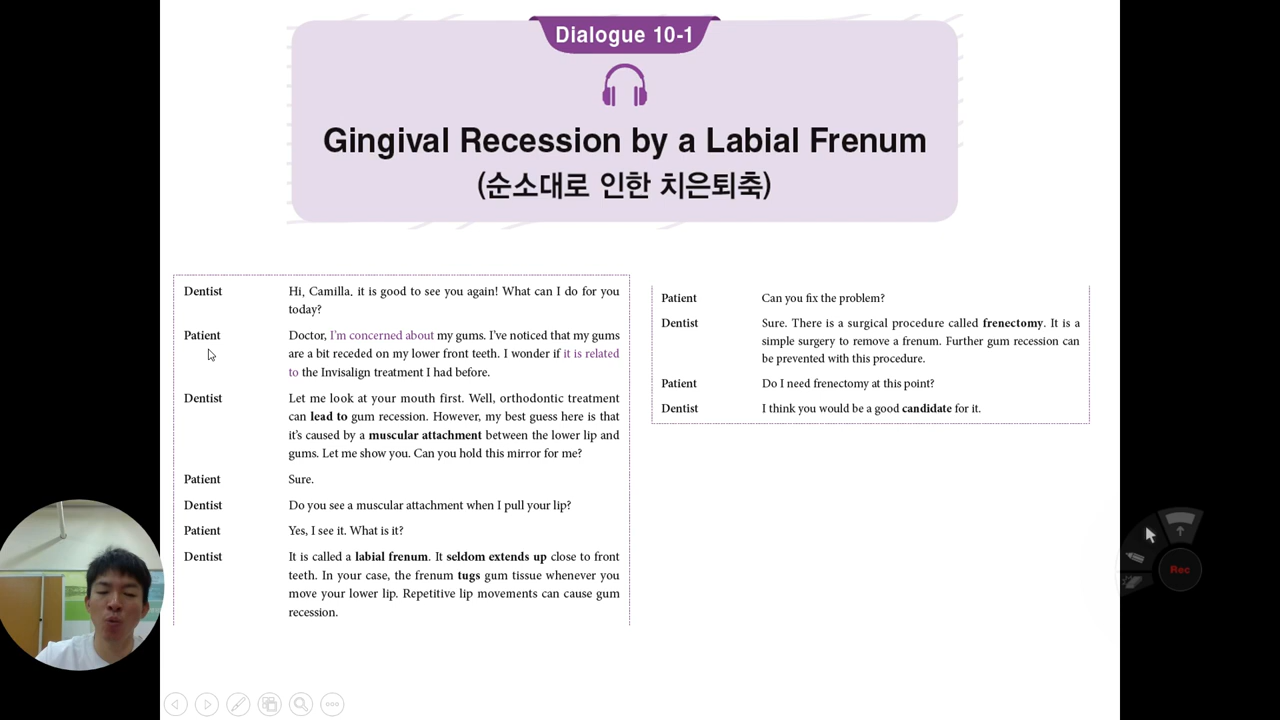 Dialogue 10-1
Gingival Recession by a Labial Frenum
(순소대로 인한 치은퇴축)
Dentist Hi, Camilla, it is good to see you again! What can I do for you
today?
Patient Doctor, I'm concerned about my gums. I've noticed that my gums
are a bit receded on my lower front teeth. I wonder if it is related
to the Invisalign treatment I had before.
Dentist Let me look at your mouth first. Well, orthodontic treatment
can lead to gum recession. However, my best guess here is that
it's caused by a muscular attachment between the lower lip and
gums. Let me show you. Can you hold this mirror for me?
Patient Sure.
Dentist Do you see a muscular attachment when I pull your lip?
Patient Yes, I see it. What is it?
Dentist It is called a labial frenum. It seldom extends up close to front
teeth. In your case, the frenum tugs gum tissue whenever you
move your lower lip. Repetitive lip movements can cause gum
recession.
Patient Can you fix the problem?
Dentist Sure. There is a surgical procedure called frenectomy. It is a
simple surgery to remove a frenum. Further gum recession can
be prevented with this procedure.
Patient Do I need frenectomy at this point?
Dentist I think you would be a good candidate for it.
Rec